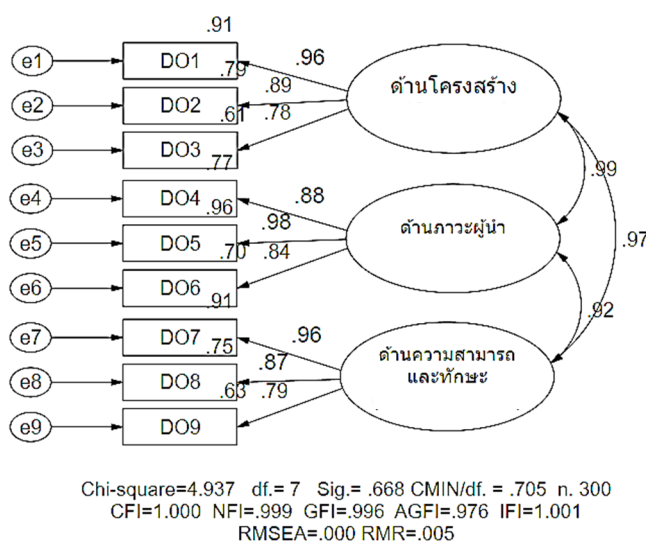 .91
e1 DO1 .96
.79
e2 DO2 .89
.61
e3 DO3 .78
.77
ด้านโครงสร้าง
e4 DO4 .88
.96
e5 DO5 .98
.70
e6 DO6 .84
.91
ด้านภาวะผู้นำ
e7 DO7 .96
.75
e8 DO8 .87
.63
e9 DO9 .79
ด้านความสามารถ
และทักษะ
.99
.97
.92
Chi-square=4.937 df.= 7 Sig.= .668 CMIN/df. = .705 n. 300
CFI=1.000 NFI=.999 GFI=.996 AGFI=.976 IFI=1.001
RMSEA=.000 RMR=.005